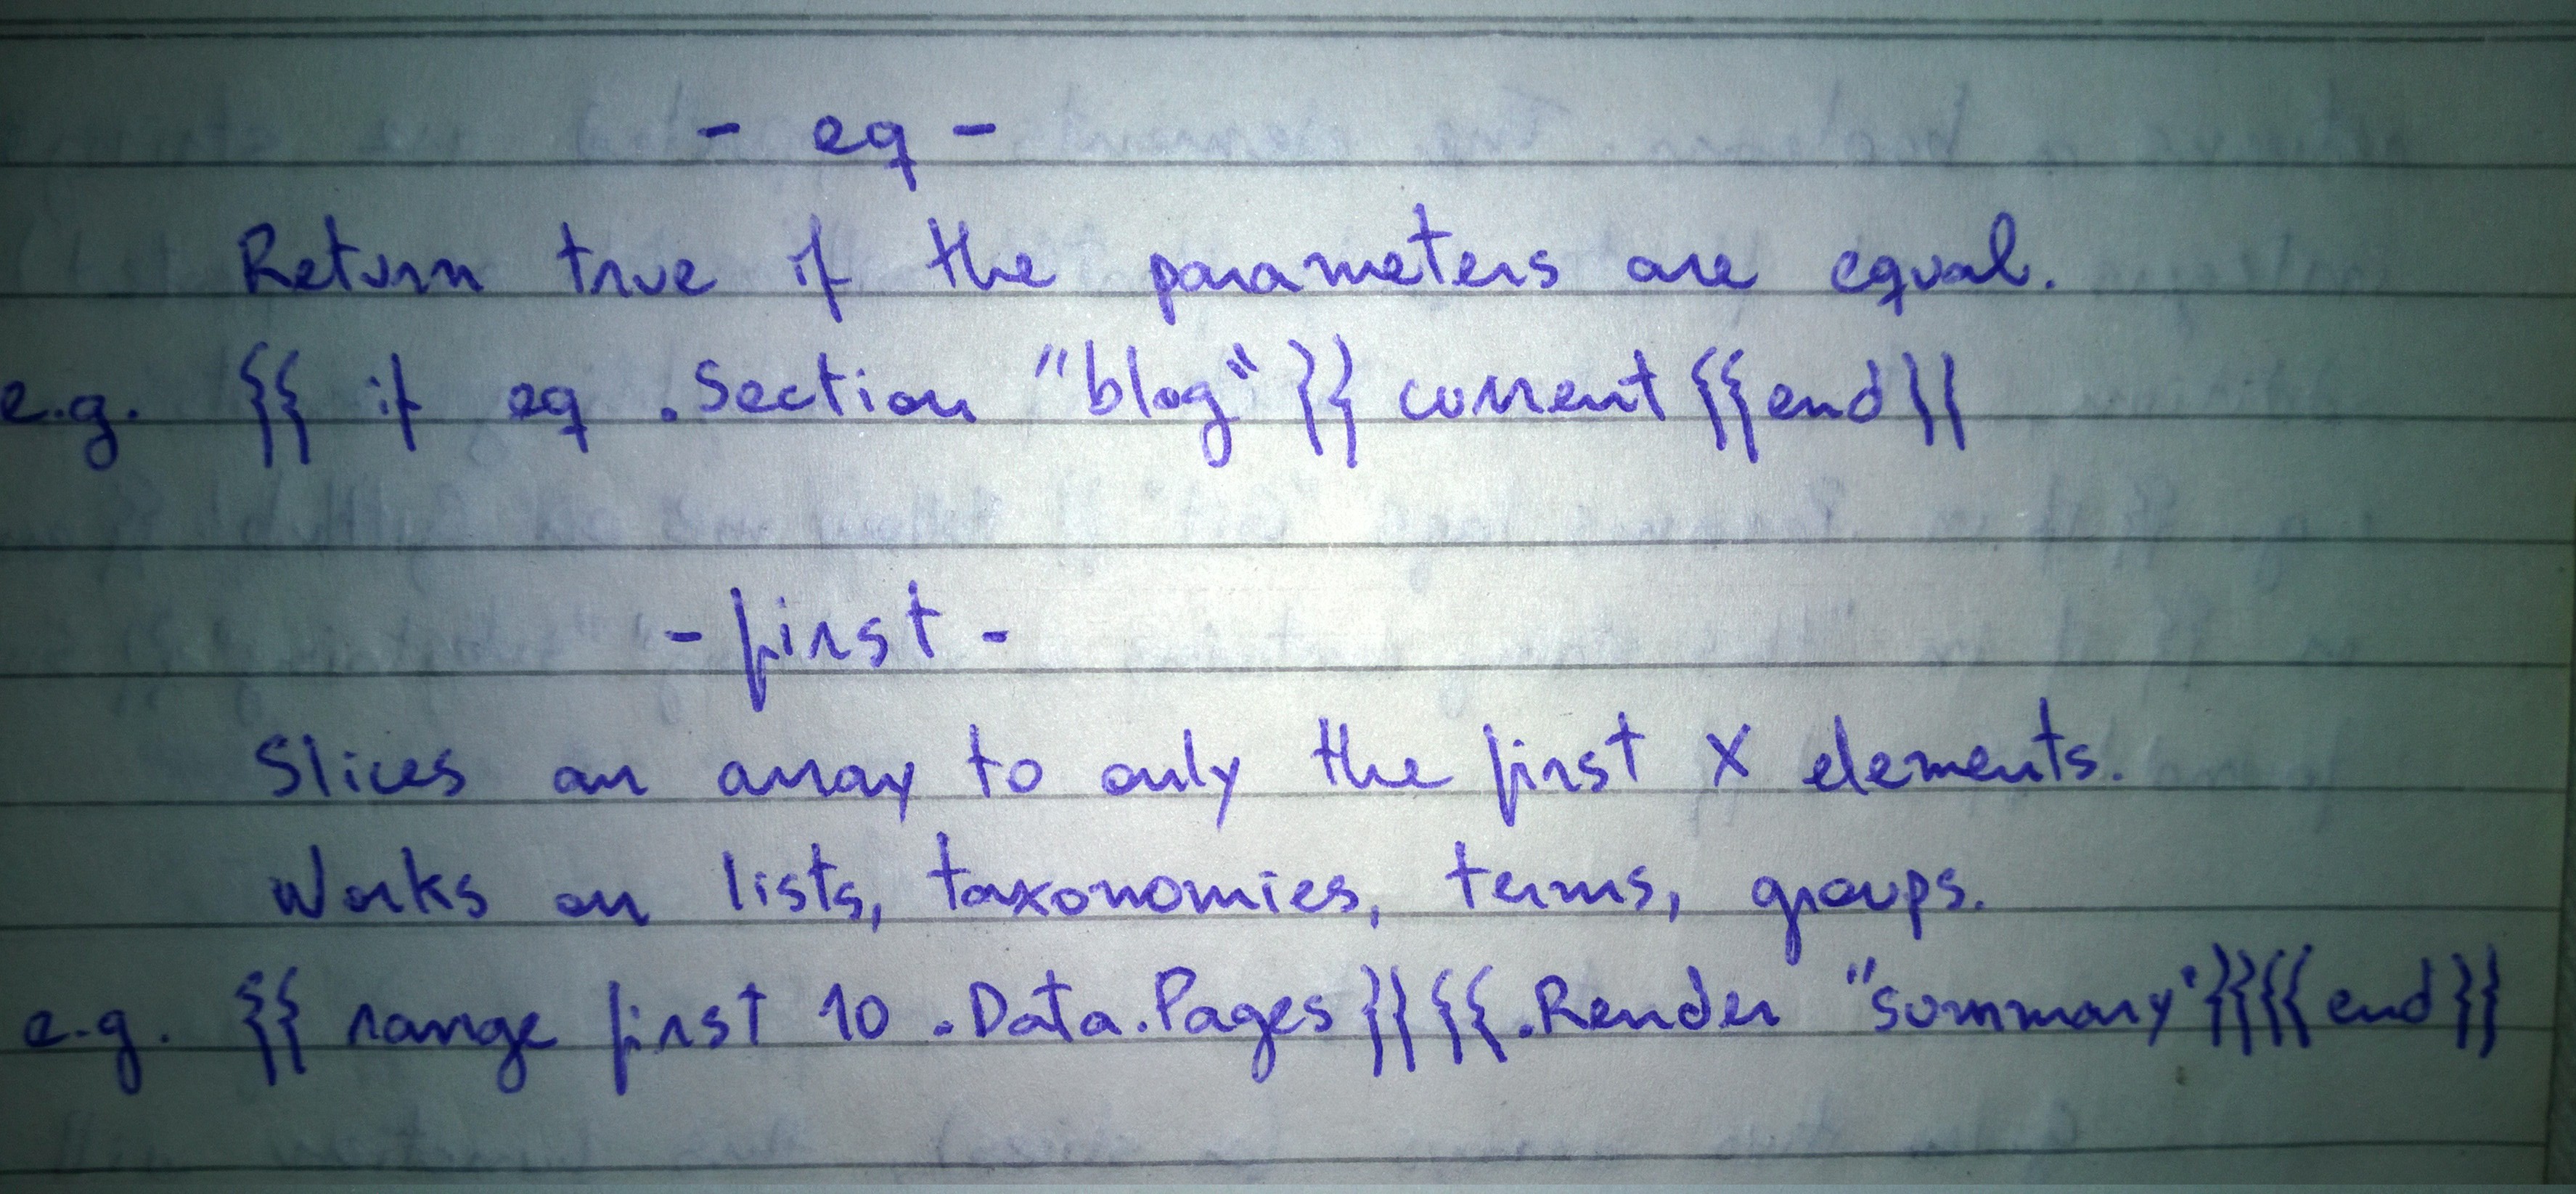 - eq -
Return true if the parameters are equal.
e.g. {{ if eq .Section "blog" }} current {{ end }}
- first -
Slices an array to only the first X elements.
Works on lists, taxonomies, terms, groups.
e.g. {{ range first 10 .Data.Pages }} {{ .Render "summary" }} {{ end }}